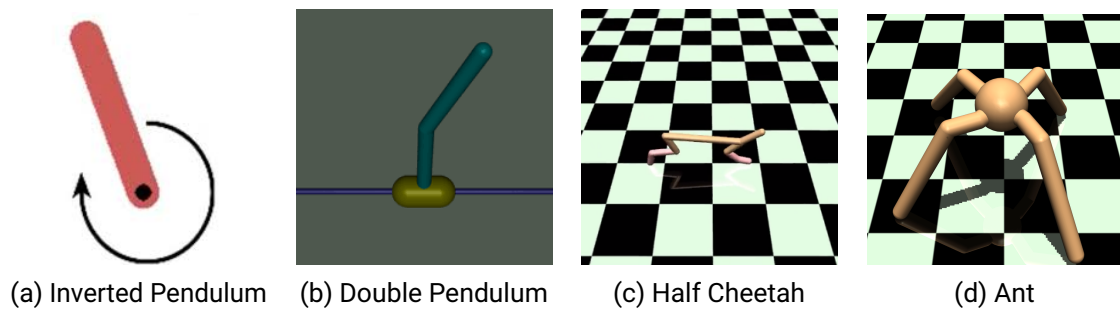 (a) Inverted Pendulum
(b) Double Pendulum
(c) Half Cheetah
(d) Ant